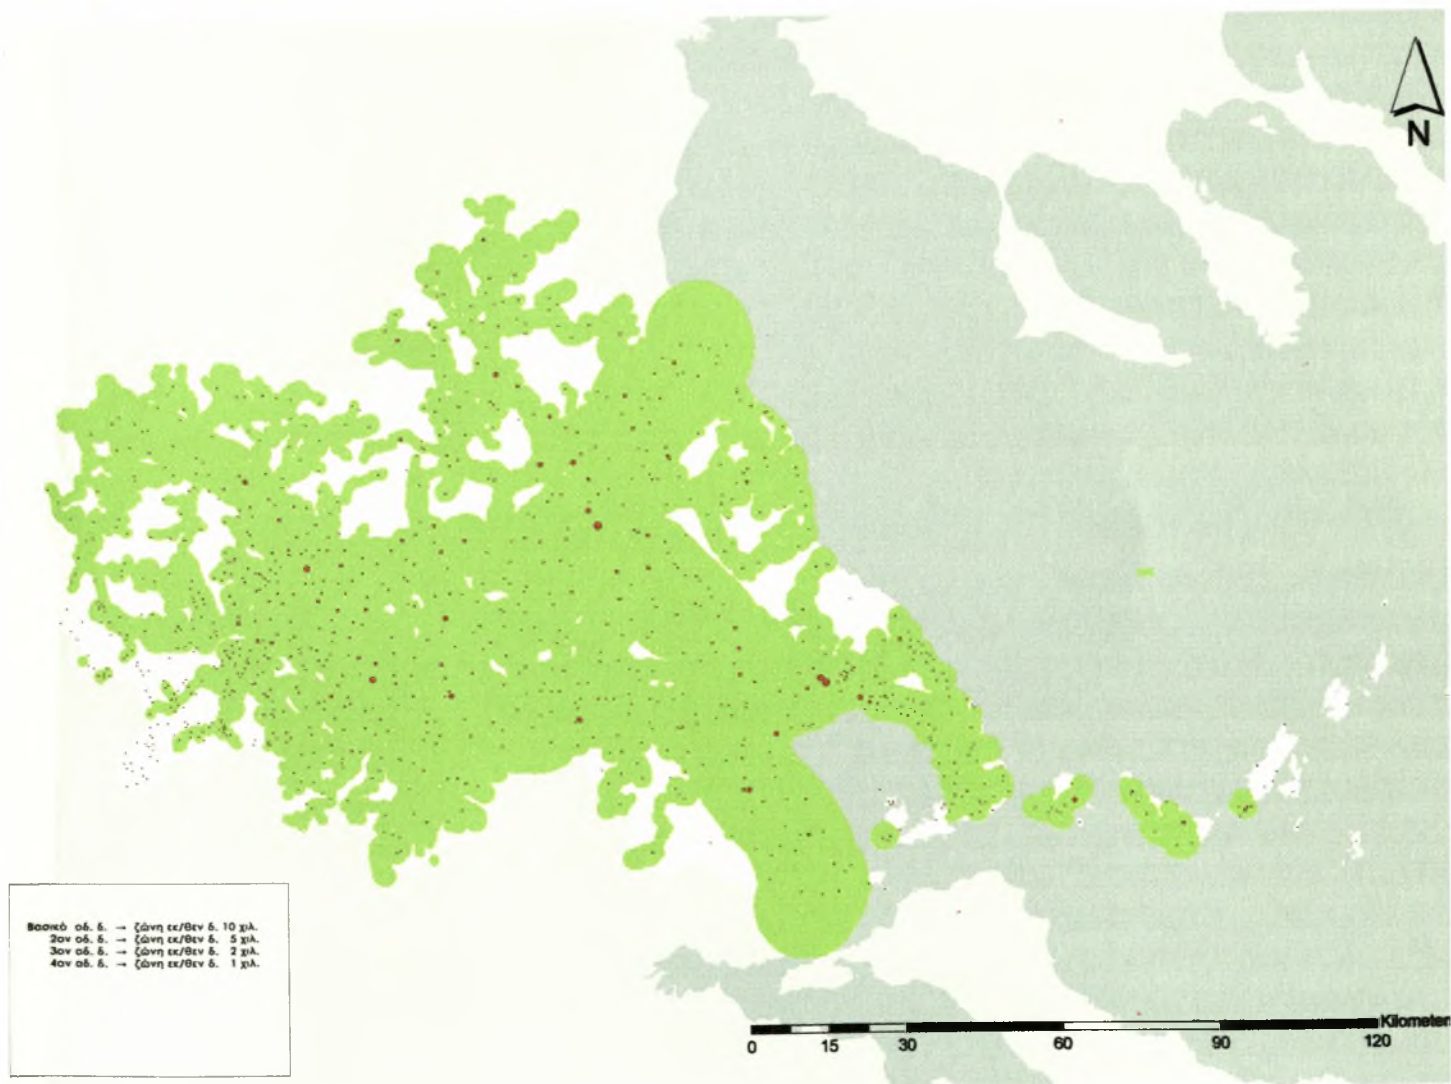 N
Βασικό οδ. δ. → ζώνη εκ/θεν δ. 10 χιλ.
2ον οδ. δ. → ζώνη εκ/θεν δ. 5 χιλ.
3ον οδ. δ. → ζώνη εκ/θεν δ. 2 χιλ.
4ον οδ. δ. → ζώνη εκ/θεν δ. 1 χιλ.
Kilometers
0 15 30 60 90 120